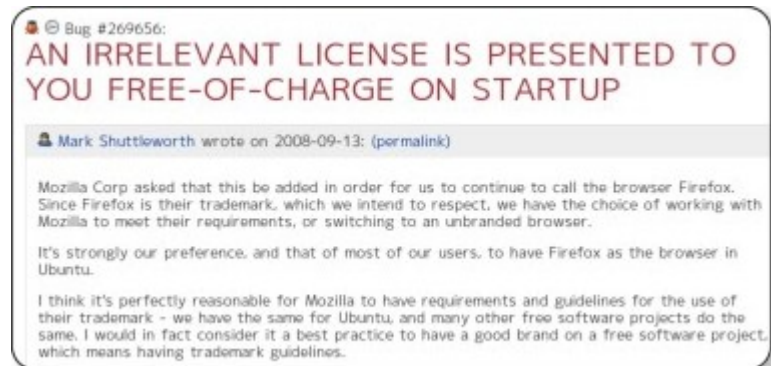 Bug #269656:
AN IRRELEVANT LICENSE IS PRESENTED TO
YOU FREE-OF-CHARGE ON STARTUP
Mark Shuttleworth wrote on 2008-09-13: (permalink)
Mozilla Corp asked that this be added in order for us to continue to call the browser Firefox.
Since Firefox is their trademark, which we intend to respect, we have the choice of working with
Mozilla to meet their requirements, or switching to an unbranded browser.
It's strongly our preference, and that of most of our users, to have Firefox as the browser in
Ubuntu.
I think it's perfectly reasonable for Mozilla to have requirements and guidelines for the use of
their trademark - we have the same for Ubuntu, and many other free software projects do the
same. I would in fact consider it a best practice to have a good brand on a free software project,
which means having trademark guidelines.